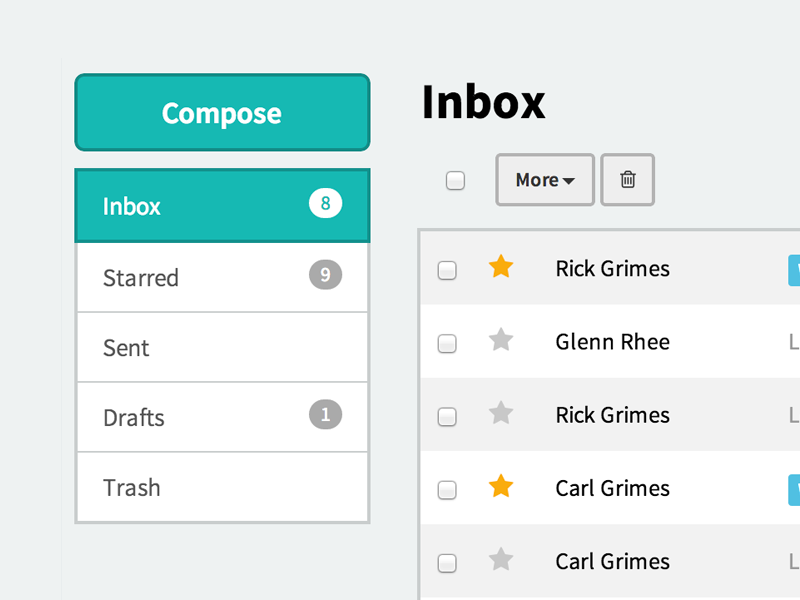 Compose
Inbox 8
Starred 9
Sent
Drafts 1
Trash
Inbox
More
Rick Grimes
Glenn Rhee L
Rick Grimes L
Carl Grimes
Carl Grimes L